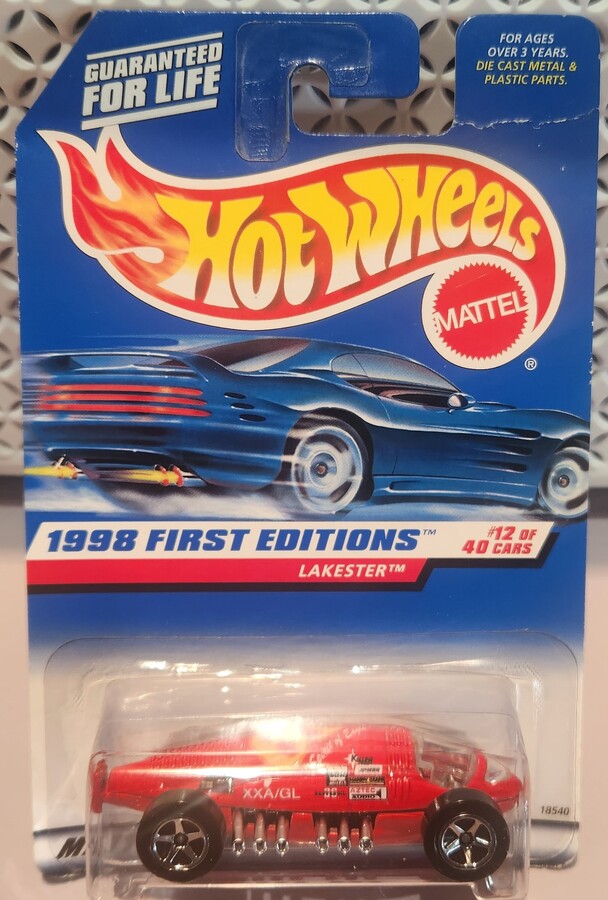 GUARANTEED
FOR LIFE
FOR AGES
OVER 3 YEARS.
DIE CAST METAL &
PLASTIC PARTS.
HOT WHEELS
MATTEL
®
1998 FIRST EDITIONS™
#12 OF
40 CARS
LAKESTER™
XXA/GL
AZTEC
18540